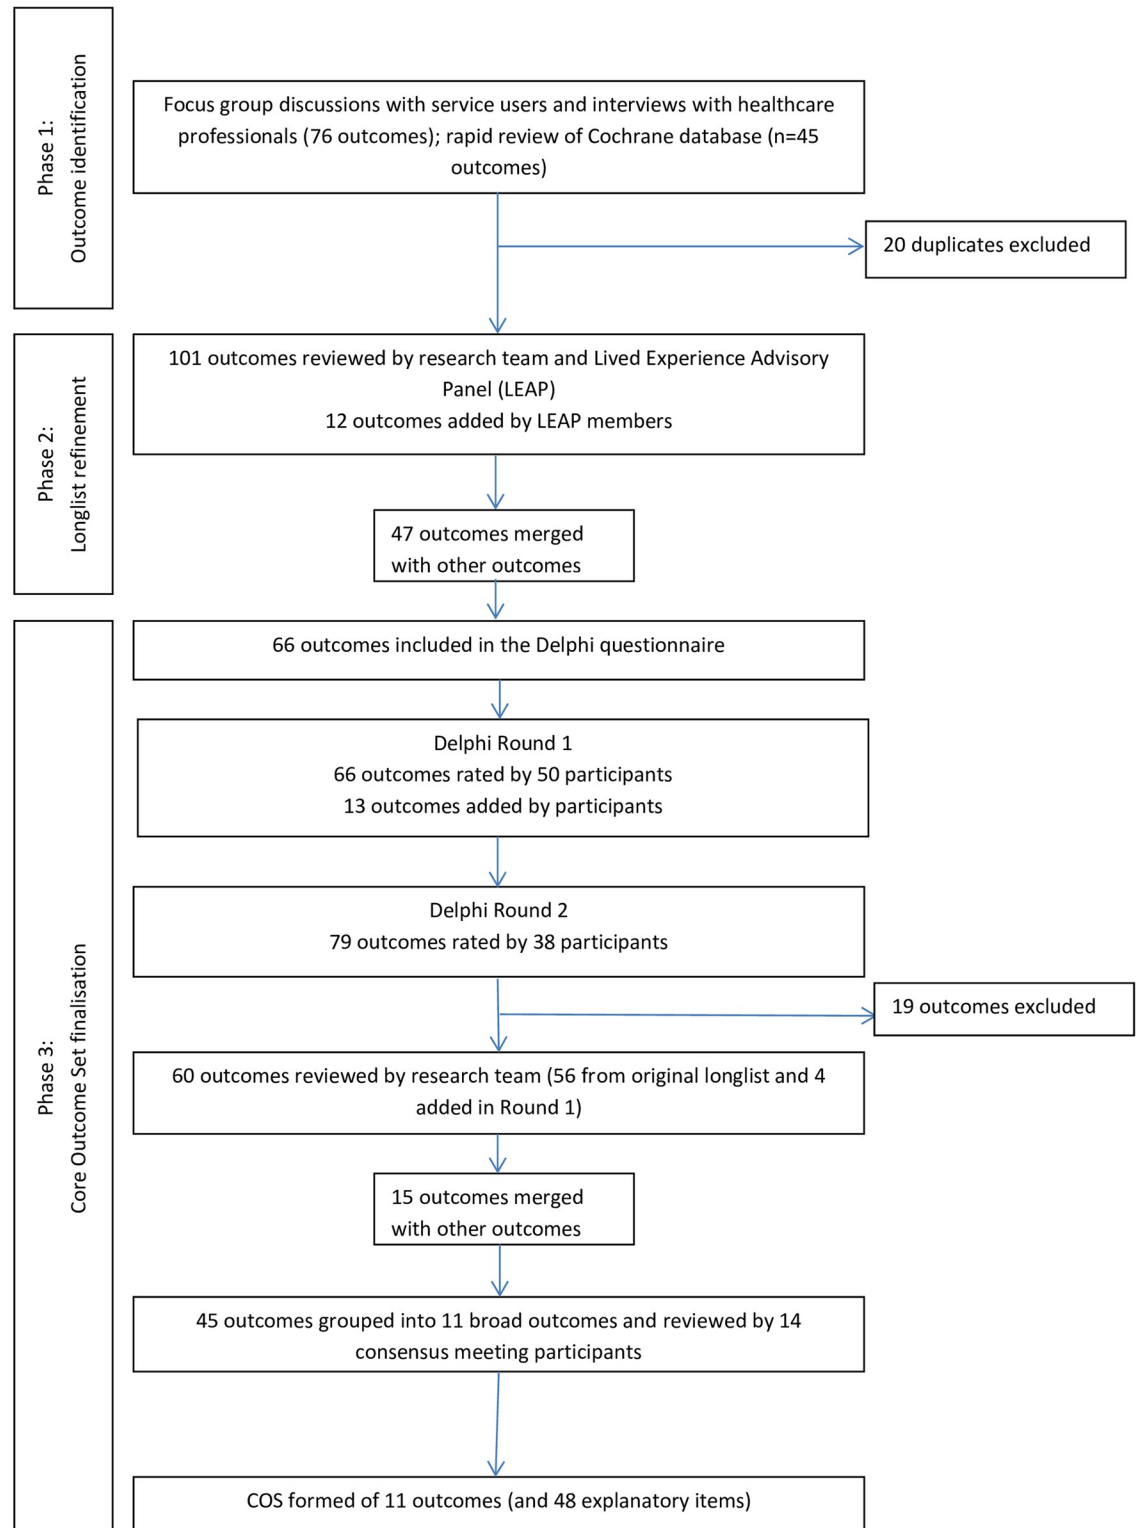 Phase 1:
Outcome identification
Focus group discussions with service users and interviews with healthcare
professionals (76 outcomes); rapid review of Cochrane database (n=45
outcomes)
20 duplicates excluded
Phase 2:
Longlist refinement
101 outcomes reviewed by research team and Lived Experience Advisory
Panel (LEAP)
12 outcomes added by LEAP members
47 outcomes merged
with other outcomes
Phase 3:
Core Outcome Set finalisation
66 outcomes included in the Delphi questionnaire
Delphi Round 1
66 outcomes rated by 50 participants
13 outcomes added by participants
Delphi Round 2
79 outcomes rated by 38 participants
19 outcomes excluded
60 outcomes reviewed by research team (56 from original longlist and 4
added in Round 1)
15 outcomes merged
with other outcomes
45 outcomes grouped into 11 broad outcomes and reviewed by 14
consensus meeting participants
COS formed of 11 outcomes (and 48 explanatory items)